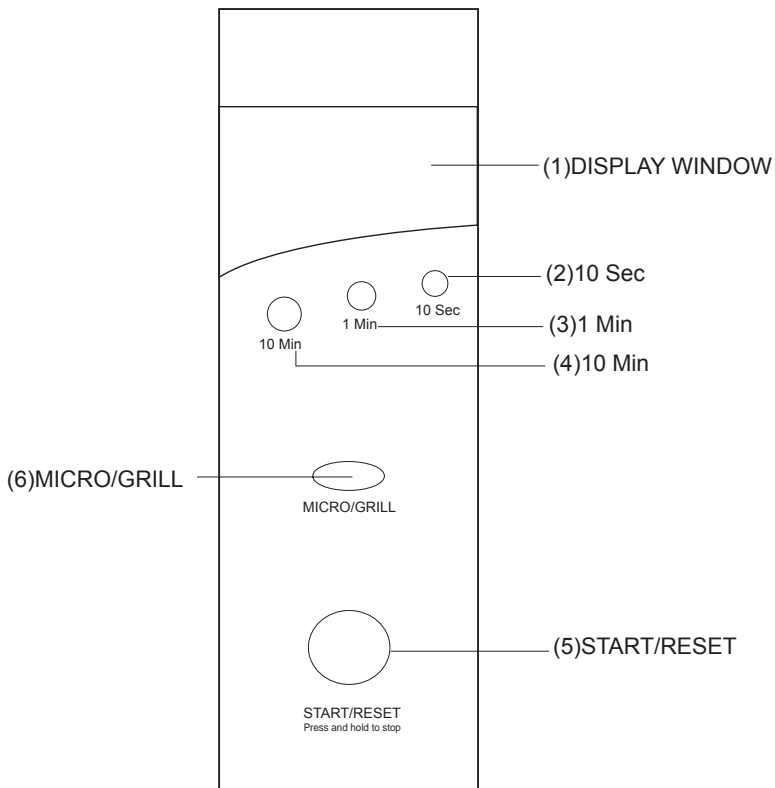 (1)DISPLAY WINDOW
(2)10 Sec
10 Sec
1 Min
(3)1 Min
10 Min
(4)10 Min
(6)MICRO/GRILL
MICRO/GRILL
(5)START/RESET
START/RESET
Press and hold to stop